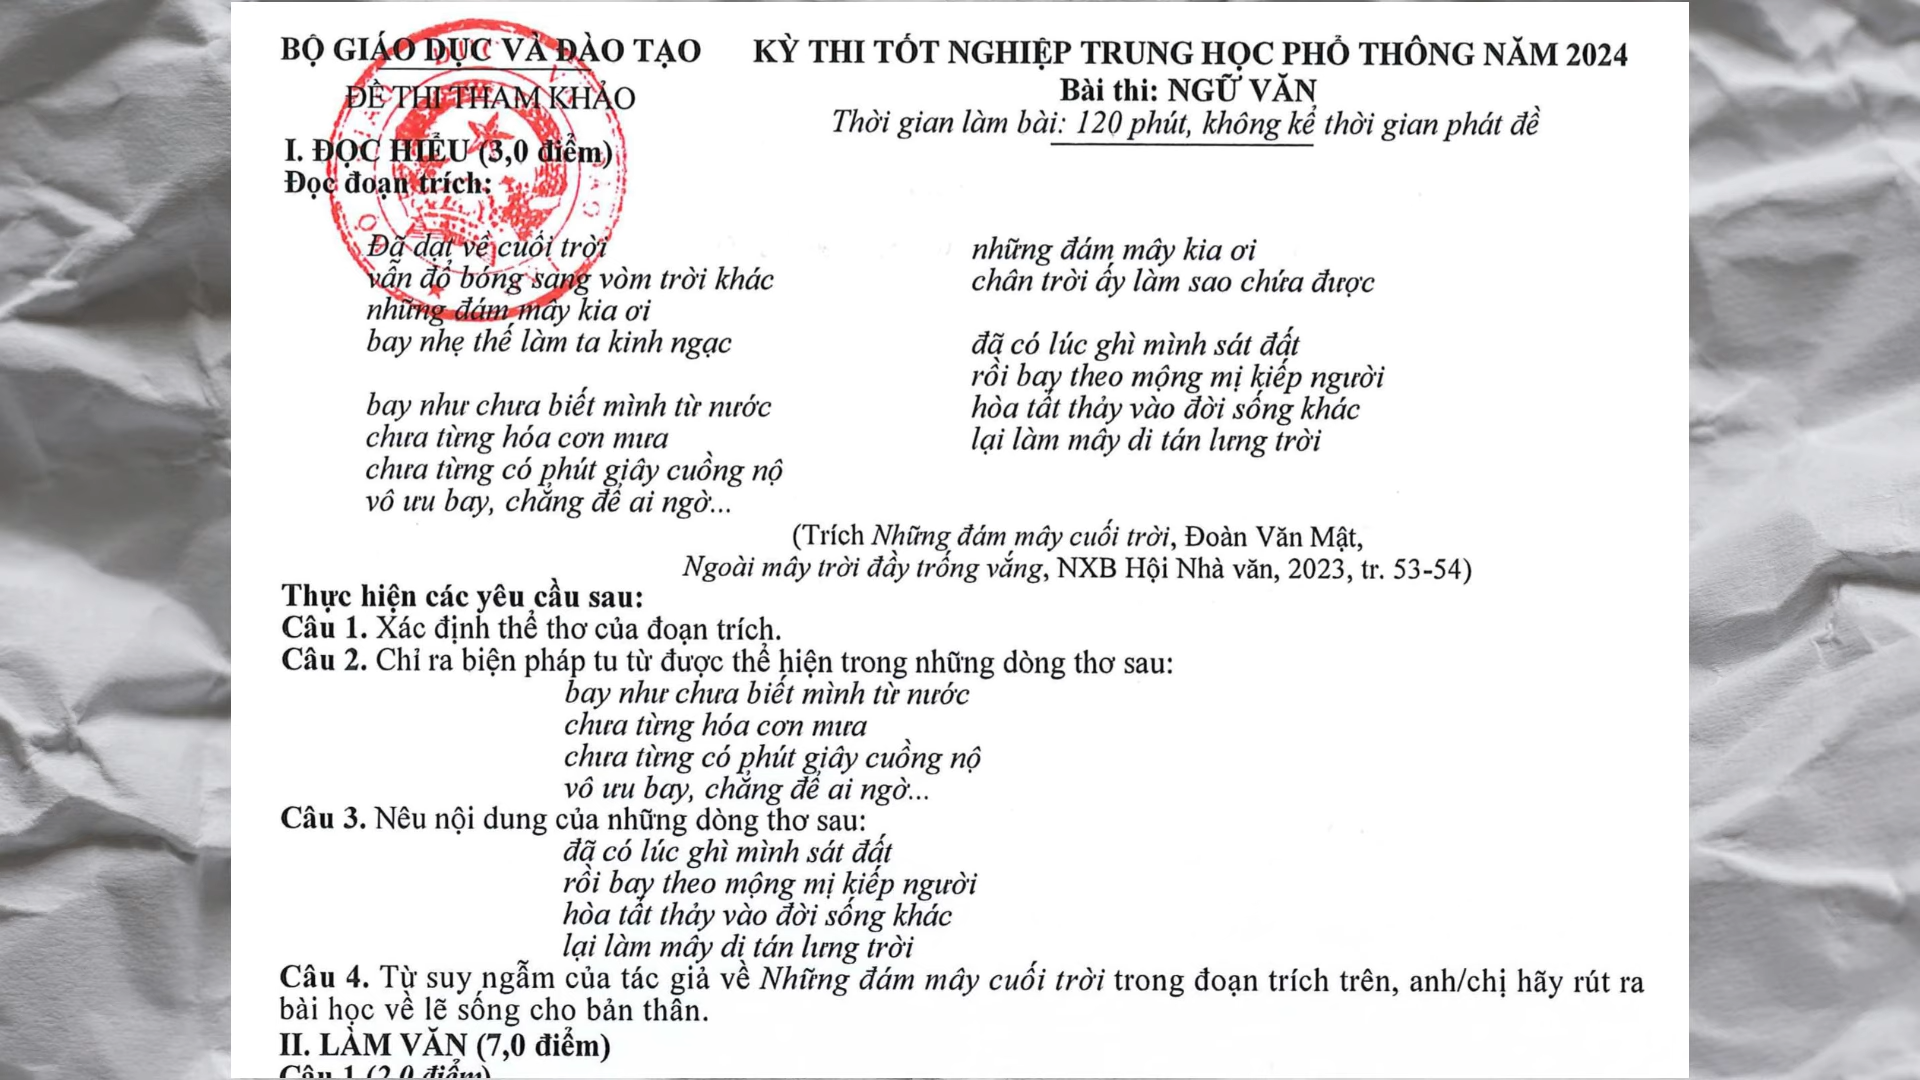 BỘ GIÁO DỤC VÀ ĐÀO TẠO
ĐỀ THI THAM KHẢO
KỲ THI TỐT NGHIỆP TRUNG HỌC PHỔ THÔNG NĂM 2024
Bài thi: NGỮ VĂN
Thời gian làm bài: 120 phút, không kể thời gian phát đề
I. ĐỌC HIỂU (3,0 điểm)
Đọc đoạn trích:
Đã dạt về cuối trời
vẫn đổ bóng sang vòm trời khác
những đám mây kia ơi
bay nhẹ thế làm ta kinh ngạc
bay như chưa biết mình từ nước
chưa từng hóa cơn mưa
chưa từng có phút giây cuồng nộ
vô ưu bay, chẳng để ai ngờ...
những đám mây kia ơi
chân trời ấy làm sao chứa được
đã có lúc ghì mình sát đất
rồi bay theo mộng mị kiếp người
hòa tất thảy vào đời sống khác
lại làm mây di tán lưng trời
(Trích Những đám mây cuối trời, Đoàn Văn Mật,
Ngoài mây trời đầy trống vắng, NXB Hội Nhà văn, 2023, tr. 53-54)
Thực hiện các yêu cầu sau:
Câu 1. Xác định thể thơ của đoạn trích.
Câu 2. Chỉ ra biện pháp tu từ được thể hiện trong những dòng thơ sau:
bay như chưa biết mình từ nước
chưa từng hóa cơn mưa
chưa từng có phút giây cuồng nộ
vô ưu bay, chẳng để ai ngờ...
Câu 3. Nêu nội dung của những dòng thơ sau:
đã có lúc ghì mình sát đất
rồi bay theo mộng mị kiếp người
hòa tất thảy vào đời sống khác
lại làm mây di tán lưng trời
Câu 4. Từ suy ngẫm của tác giả về Những đám mây cuối trời trong đoạn trích trên, anh/chị hãy rút ra
bài học về lẽ sống cho bản thân.
II. LÀM VĂN (7,0 điểm)
Câu 1 (2,0 điểm)